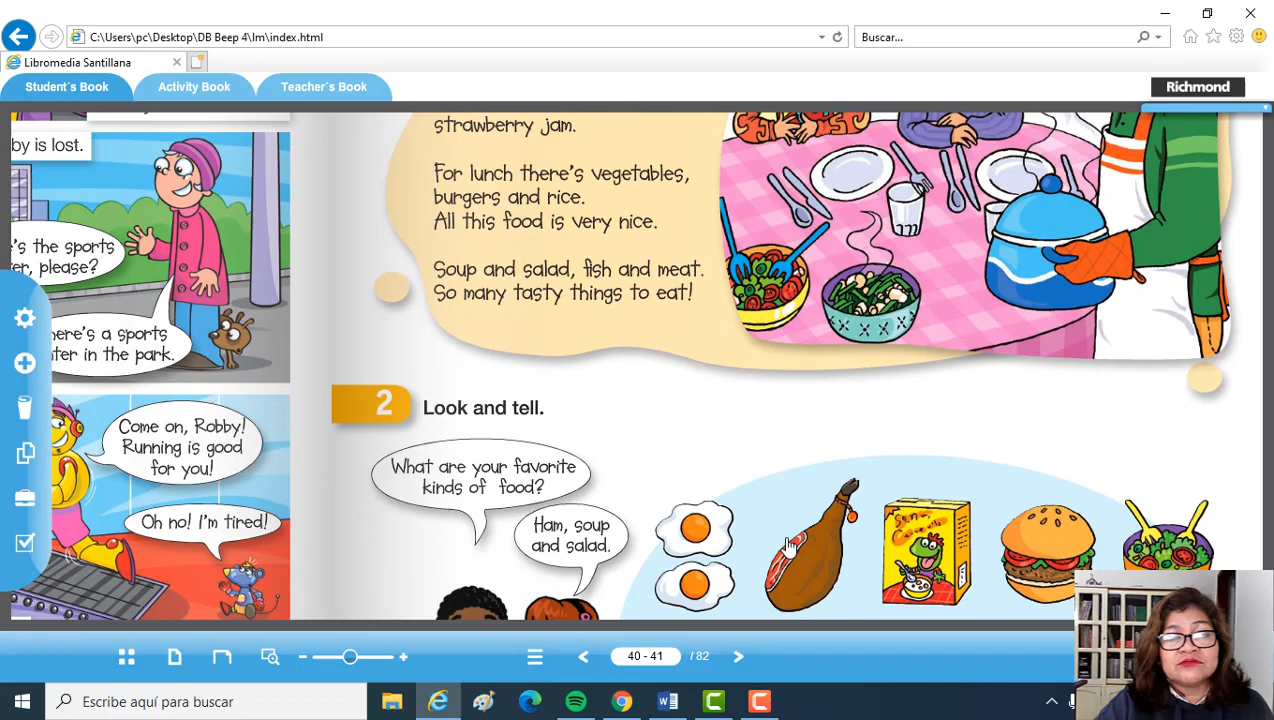 C:\Users\pc\Desktop\DB Beep 4\lm\index.html
Buscar...
Libromedia Santillana
Student's Book
Activity Book
Teacher's Book
Richmond
by is lost.
's the sports
er, please?
here's a sports
ter in the park.
Come on, Robby!
Running is good
for you!
Oh no! I'm tired!
strawberry jam.
For lunch there's vegetables,
burgers and rice.
All this food is very nice.
Soup and salad, fish and meat.
So many tasty things to eat!
2 Look and tell.
What are your favorite
kinds of food?
Ham, soup
and salad.
40 - 41 / 82
Escribe aquí para buscar